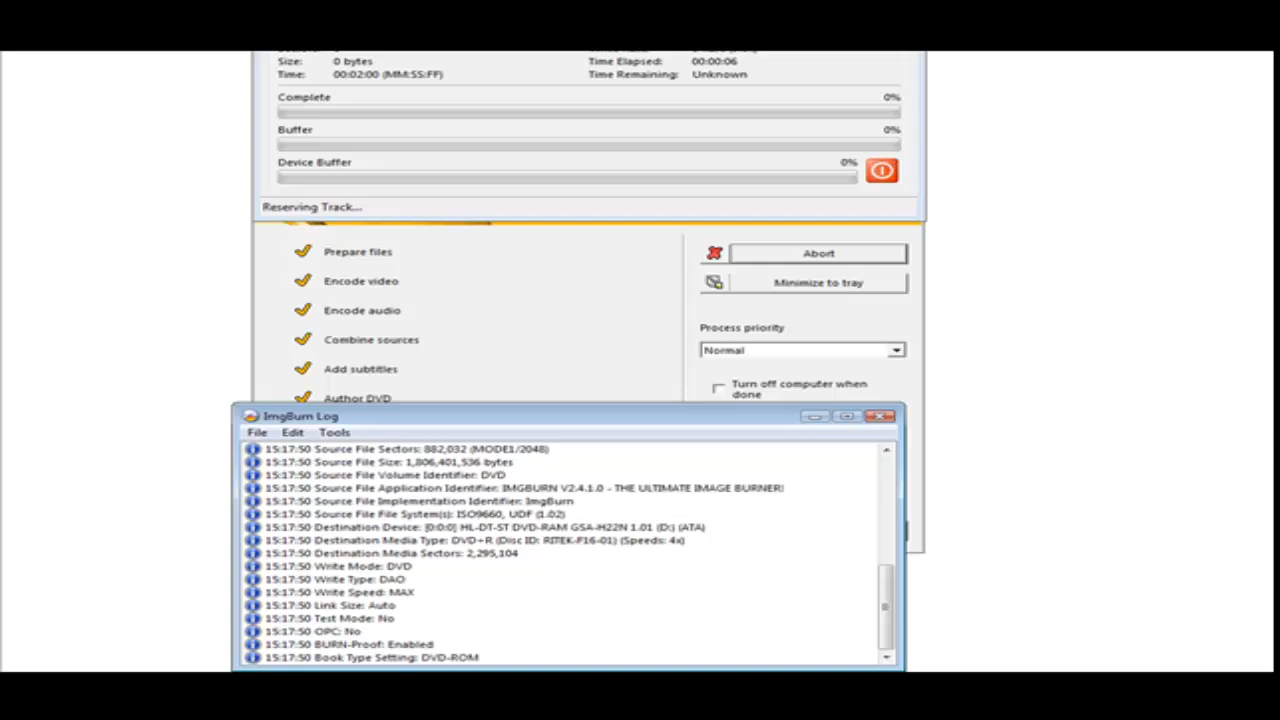 Size: 0 bytes Time Elapsed: 00:00:06
Time: 00:02:00 (MM:SS:FF) Time Remaining: Unknown
Complete 0%
Buffer 0%
Device Buffer 0%
Reserving Track...
Prepare files
Abort
Encode video
Minimize to tray
Encode audio
Process priority
Combine sources
Normal
Add subtitles
Turn off computer when
done
Author DVD
ImgBurn Log
File Edit Tools
15:17:50 Source File Sectors: 882,032 (MODE1/2048)
15:17:50 Source File Size: 1,806,401,536 bytes
15:17:50 Source File Volume Identifier: DVD
15:17:50 Source File Application Identifier: IMGBURN V2.4.1.0 - THE ULTIMATE IMAGE BURNER!
15:17:50 Source File Implementation Identifier: ImgBurn
15:17:50 Source File File System(s): ISO9660, UDF (1.02)
15:17:50 Destination Device: [0:0:0] HL-DT-ST DVD-RAM GSA-H22N 1.01 (D:) (ATA)
15:17:50 Destination Media Type: DVD+R (Disc ID: RITEK-F16-01) (Speeds: 4x)
15:17:50 Destination Media Sectors: 2,295,104
15:17:50 Write Mode: DVD
15:17:50 Write Type: DAO
15:17:50 Write Speed: MAX
15:17:50 Link Size: Auto
15:17:50 Test Mode: No
15:17:50 OPC: No
15:17:50 BURN-Proof: Enabled
15:17:50 Book Type Setting: DVD-ROM